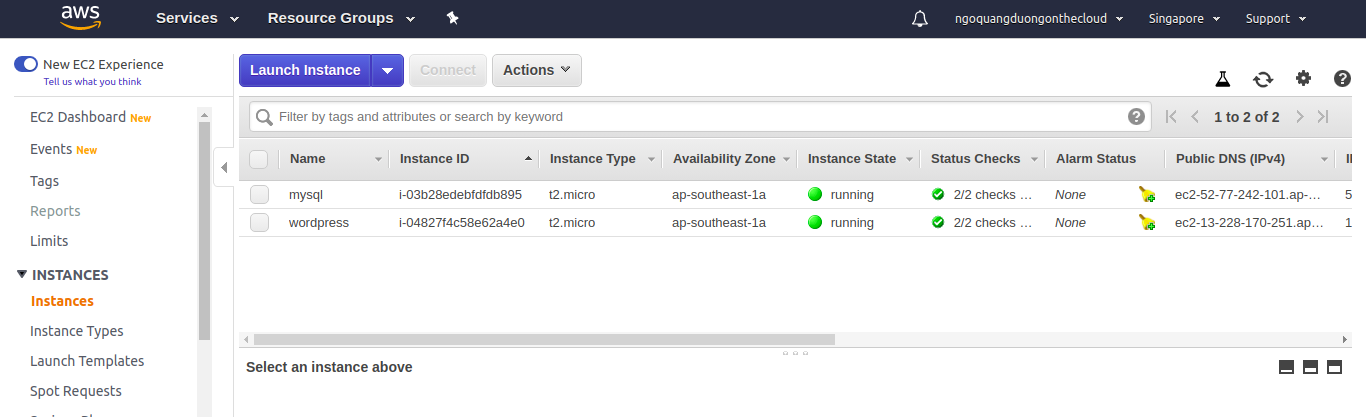 aws Services Resource Groups ngoquangduongonthecloud Singapore Support
New EC2 Experience
Tell us what you think
EC2 Dashboard New
Events New
Tags
Reports
Limits
INSTANCES
Instances
Instance Types
Launch Templates
Spot Requests
Launch Instance Connect Actions
Filter by tags and attributes or search by keyword 1 to 2 of 2
Name Instance ID Instance Type Availability Zone Instance State Status Checks Alarm Status Public DNS (IPv4)
mysql i-03b28edebfdfdb895 t2.micro ap-southeast-1a running 2/2 checks ... None ec2-52-77-242-101.ap-... 5
wordpress i-04827f4c58e62a4e0 t2.micro ap-southeast-1a running 2/2 checks ... None ec2-13-228-170-251.ap... 1
Select an instance above